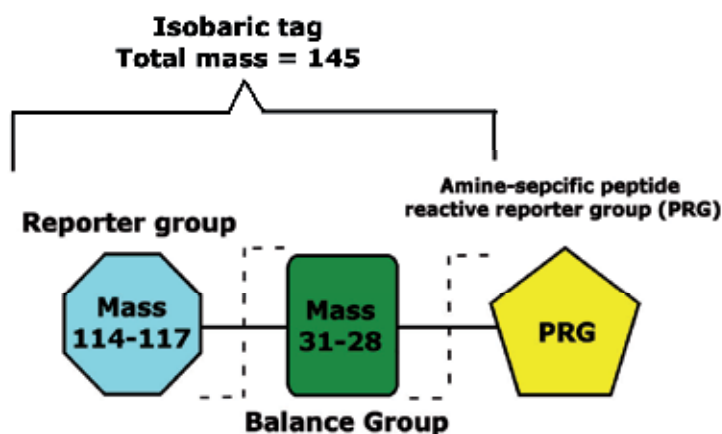 Isobaric tag
Total mass = 145
Amine-sepcific peptide
reactive reporter group (PRG)
Reporter group
Mass
114-117
Mass
31-28
PRG
Balance Group